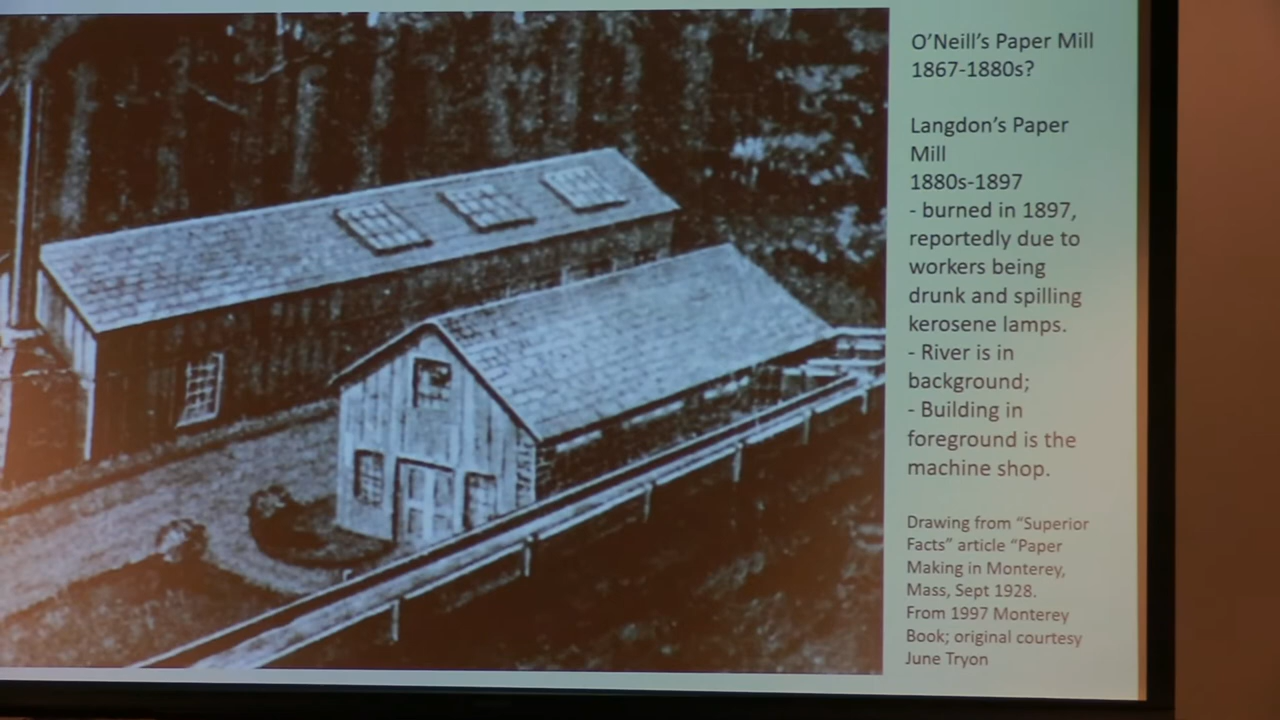 O'Neill's Paper Mill
1867-1880s?
Langdon's Paper
Mill
1880s-1897
- burned in 1897,
reportedly due to
workers being
drunk and spilling
kerosene lamps.
- River is in
background;
- Building in
foreground is the
machine shop.
Drawing from "Superior
Facts" article "Paper
Making in Monterey,
Mass, Sept 1928.
From 1997 Monterey
Book; original courtesy
June Tryon